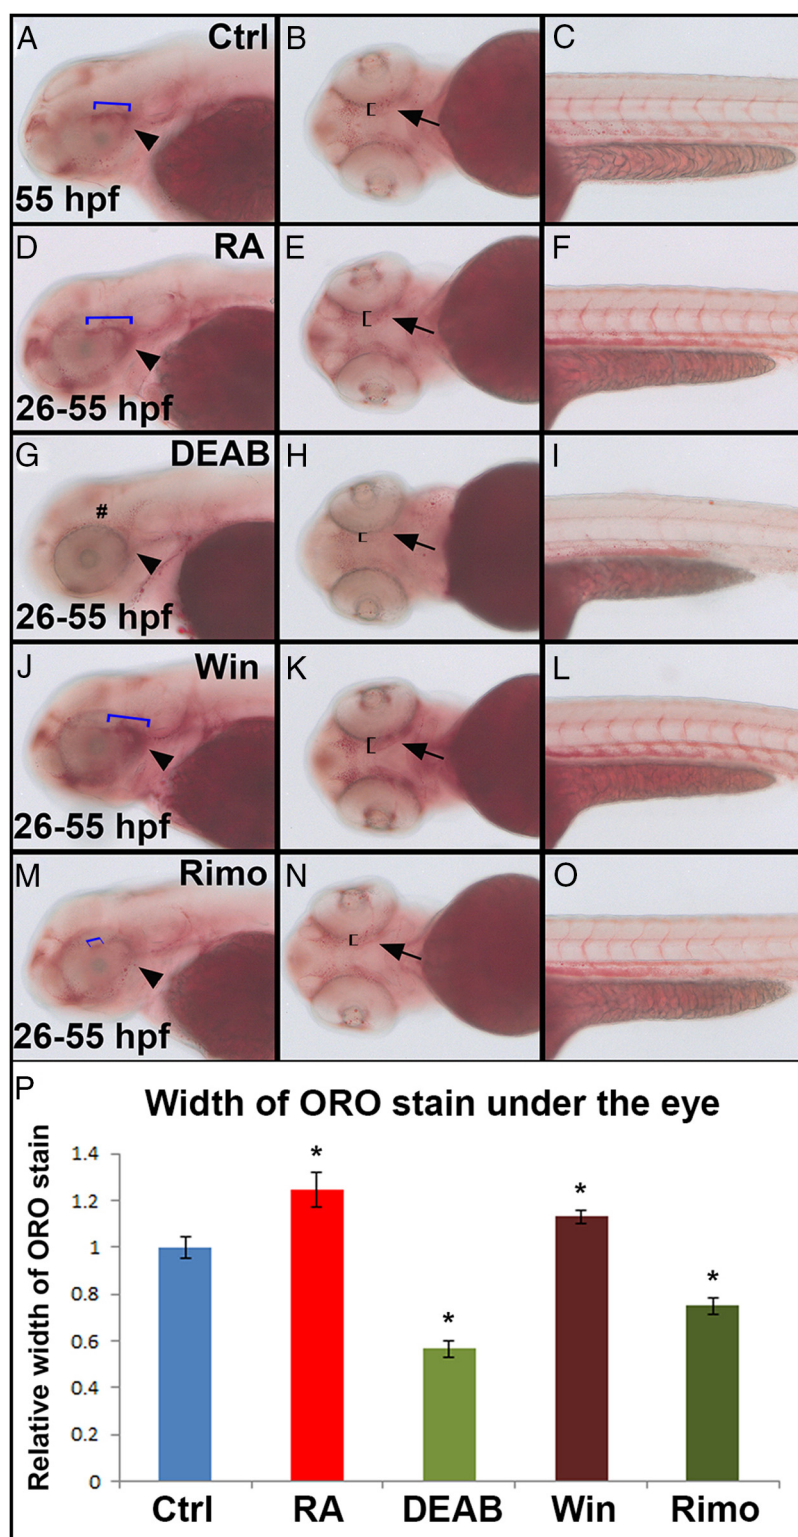 A Ctrl B C
55 hpf
D RA E F
26-55 hpf
G DEAB H I
#
26-55 hpf
J Win K L
26-55 hpf
M Rimo N O
26-55 hpf
P
Width of ORO stain under the eye
Relative width of ORO stain
1.4
1.2
1
0.8
0.6
0.4
0.2
0
* * * *
Ctrl RA DEAB Win Rimo